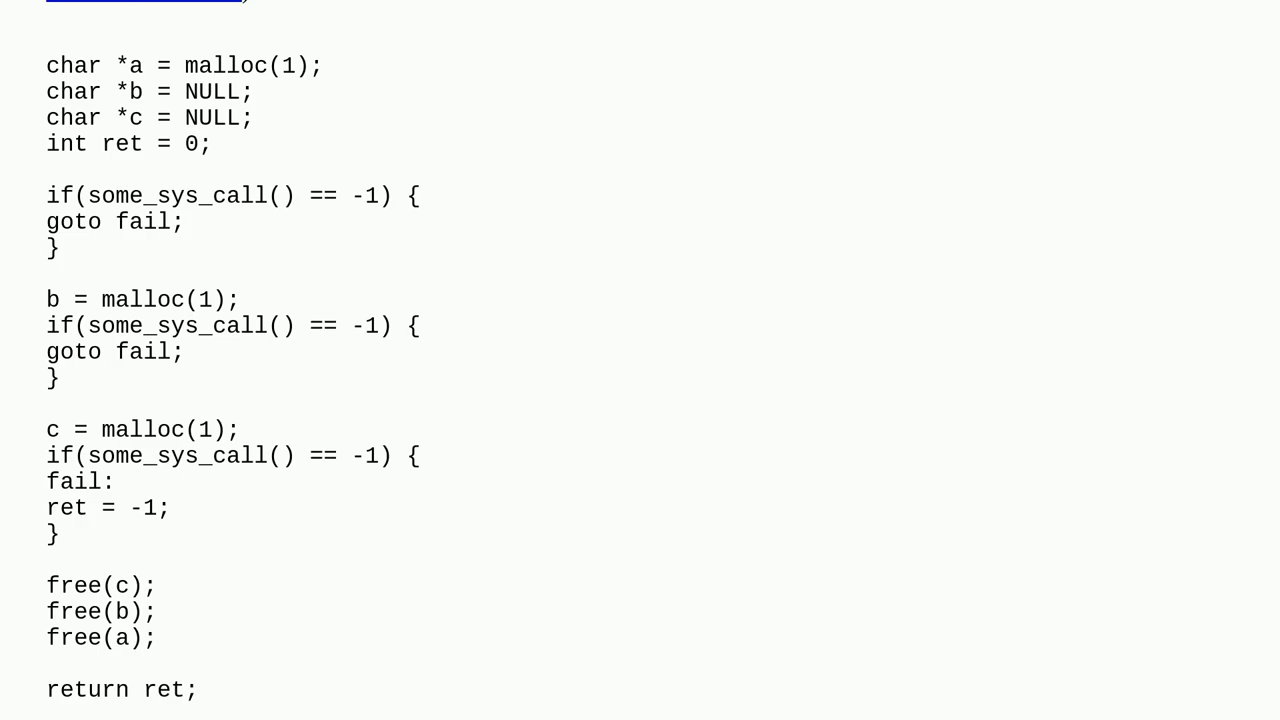 char *a = malloc(1);
char *b = NULL;
char *c = NULL;
int ret = 0;
if(some_sys_call() == -1) {
goto fail;
}
b = malloc(1);
if(some_sys_call() == -1) {
goto fail;
}
c = malloc(1);
if(some_sys_call() == -1) {
fail:
ret = -1;
}
free(c);
free(b);
free(a);
return ret;